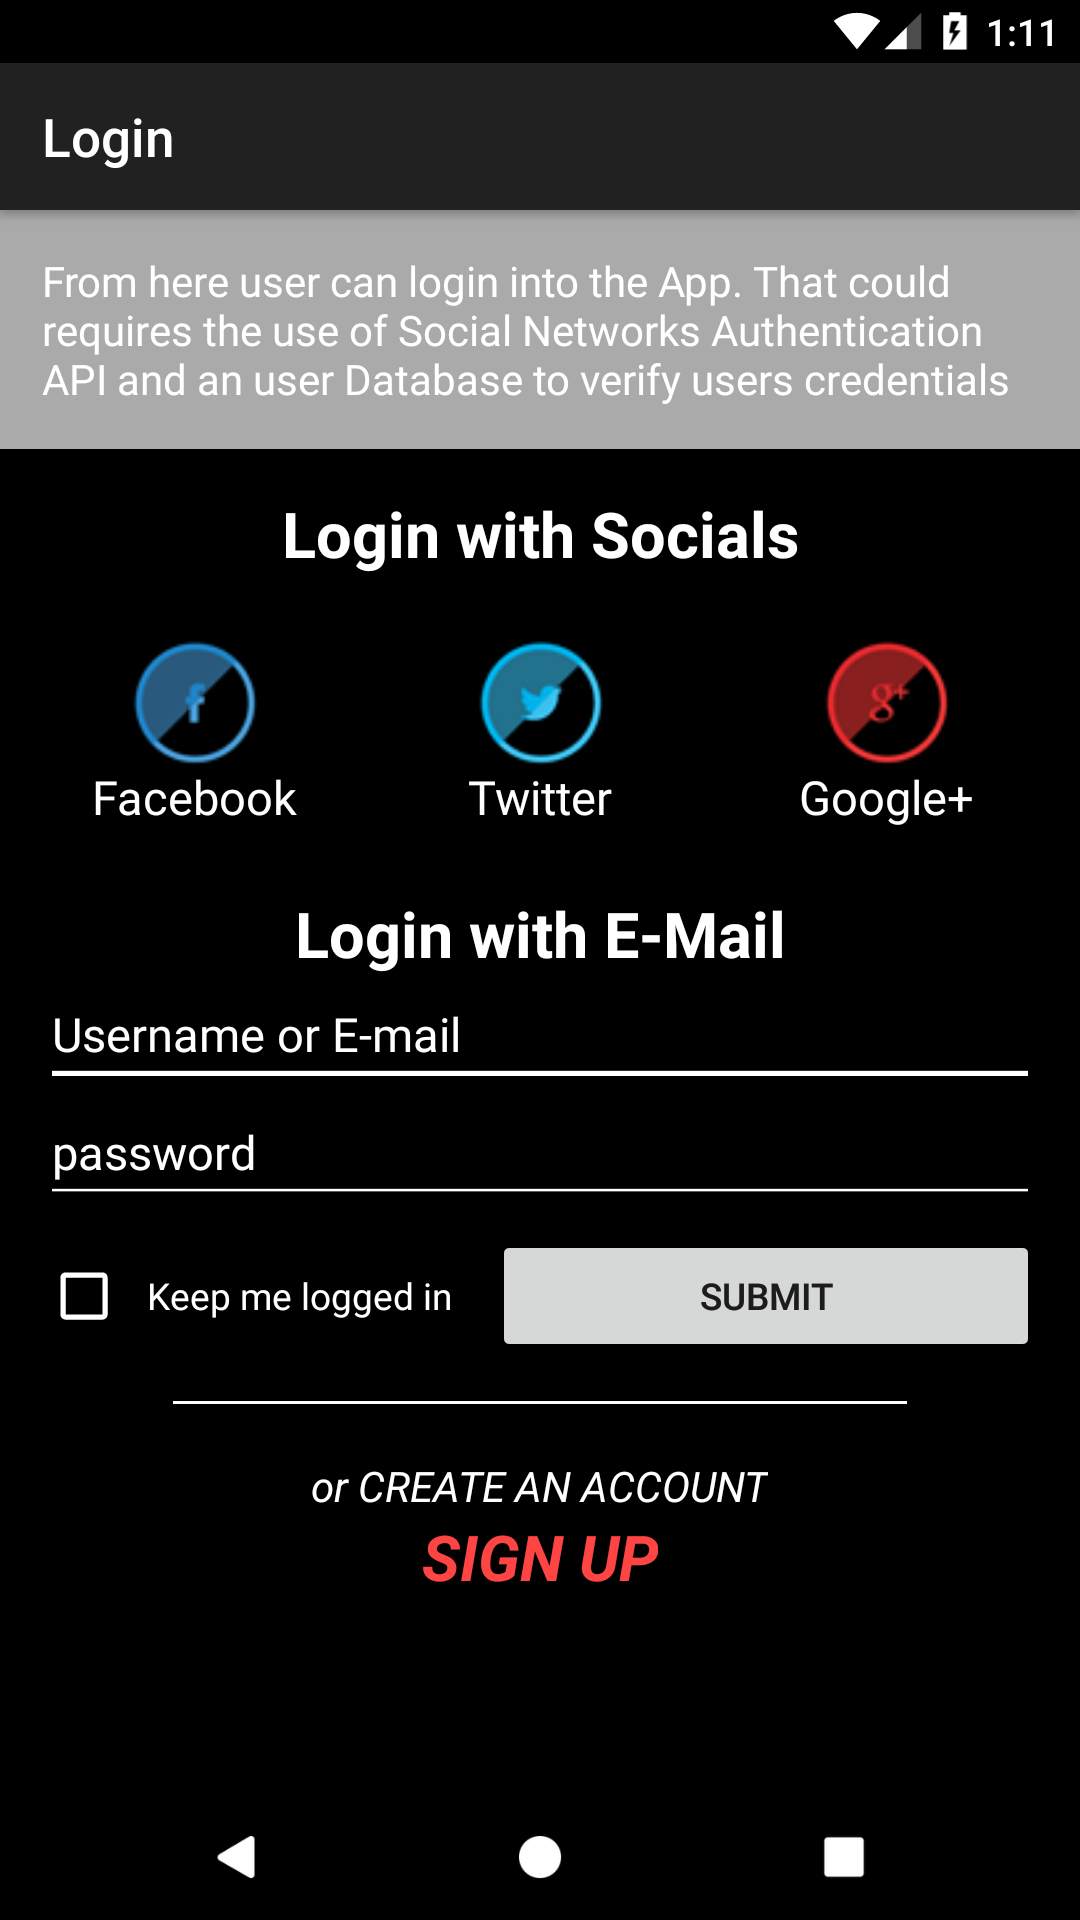 1:11
Login
From here user can login into the App. That could
requires the use of Social Networks Authentication
API and an user Database to verify users credentials
Login with Socials
f
g+
Facebook
Twitter
Google+
Login with E-Mail
Username or E-mail
password
Keep me logged in
SUBMIT
or CREATE AN ACCOUNT
SIGN UP